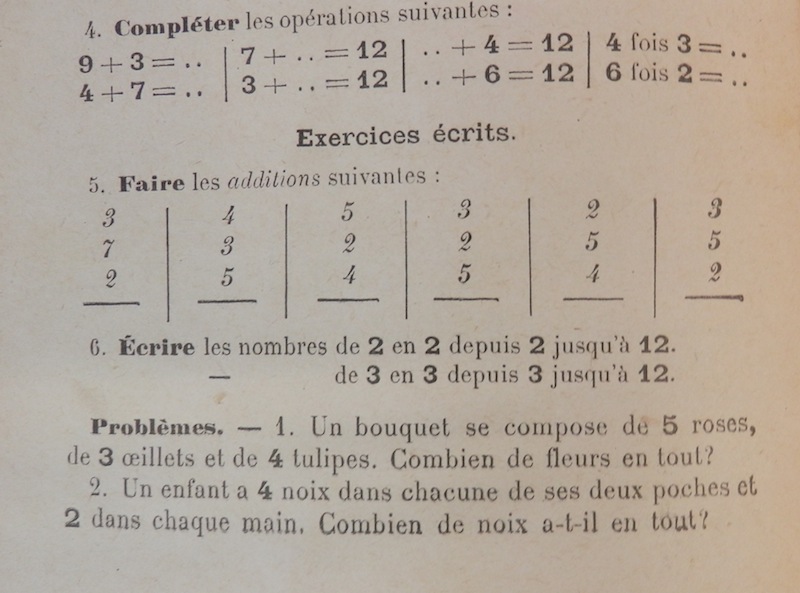 4. Compléter les opérations suivantes :
9 + 3 = .. | 7 + .. = 12 | .. + 4 = 12 | 4 fois 3 = ..
4 + 7 = .. | 3 + .. = 12 | .. + 6 = 12 | 6 fois 2 = ..
Exercices écrits.
5. Faire les additions suivantes :
3 | 4 | 5 | 3 | 2 | 3
7 | 3 | 2 | 2 | 5 | 5
2 | 5 | 4 | 5 | 4 | 2
6. Écrire les nombres de 2 en 2 depuis 2 jusqu'à 12.
— de 3 en 3 depuis 3 jusqu'à 12.
Problèmes. — 1. Un bouquet se compose de 5 roses,
de 3 œillets et de 4 tulipes. Combien de fleurs en tout?
2. Un enfant a 4 noix dans chacune de ses deux poches et
2 dans chaque main. Combien de noix a-t-il en tout?